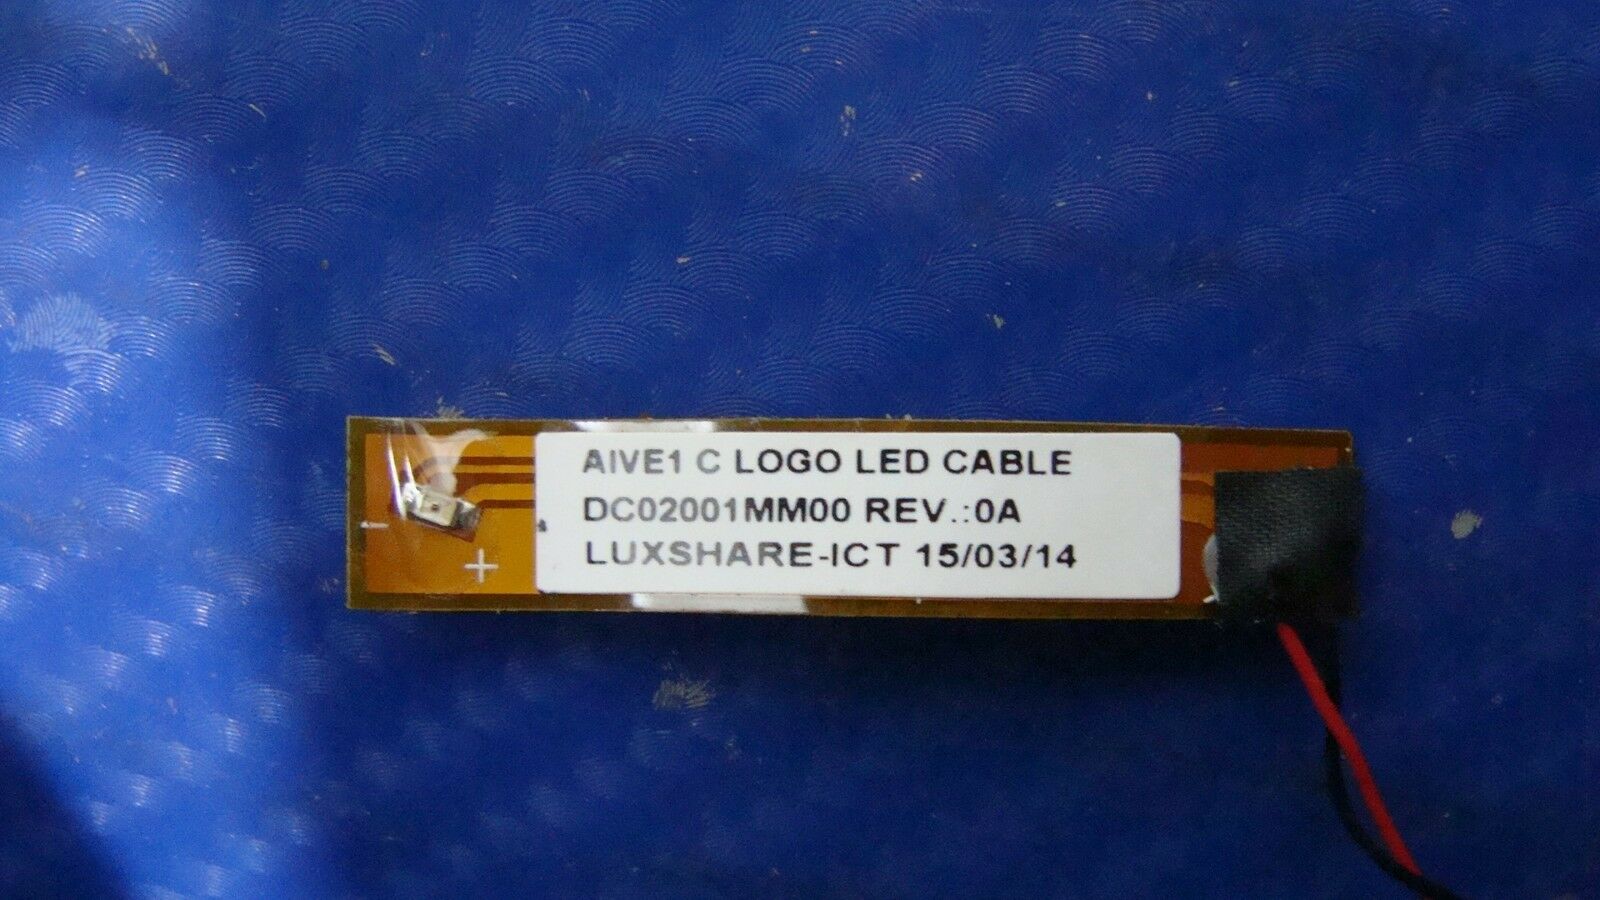 AIVE1 C LOGO LED CABLE
DC02001MM00 REV.:0A
LUXSHARE-ICT 15/03/14
- +